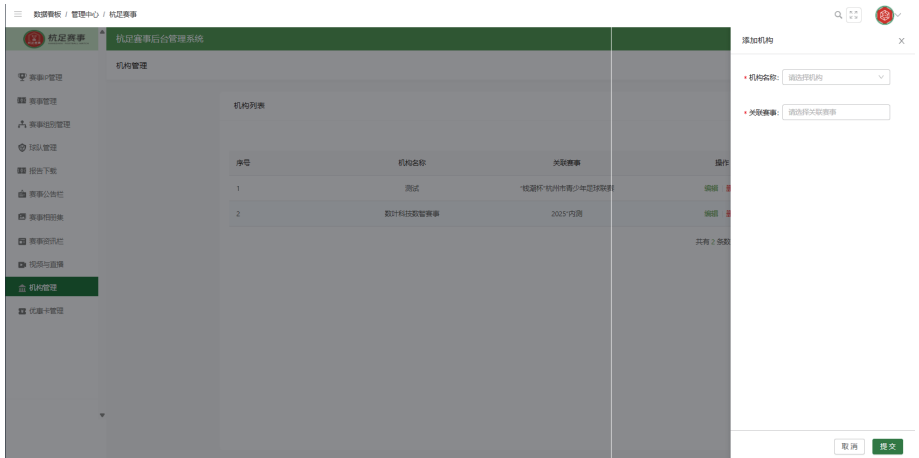 数据看板 / 管理中心 / 杭足赛事
杭足赛事
杭足赛事后台管理系统
机构管理
赛事IP管理
赛事管理
赛事组别管理
球队管理
报告下载
赛事公告栏
赛事相册集
赛事资讯栏
视频与直播
机构管理
优惠卡管理
机构列表
序号 机构名称 关联赛事 操作
1 测试 "钱潮杯"杭州市青少年足球联赛 编辑
2 数叶科技数智赛事 2025"内测 编辑
共有 2 条数
添加机构
* 机构名称: 请选择机构
* 关联赛事: 请选择关联赛事
取 消 提 交